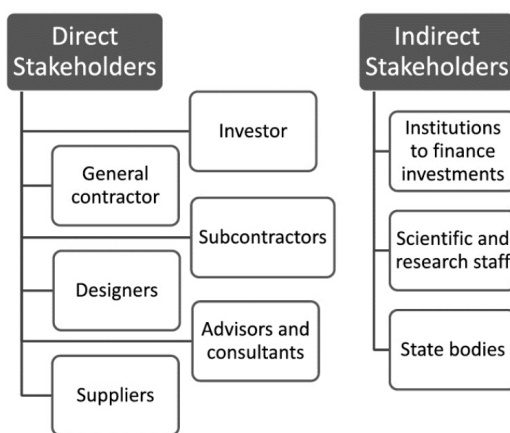 Direct
Stakeholders
Investor
General
contractor
Subcontractors
Designers
Advisors and
consultants
Suppliers
Indirect
Stakeholders
Institutions
to finance
investments
Scientific and
research staff
State bodies